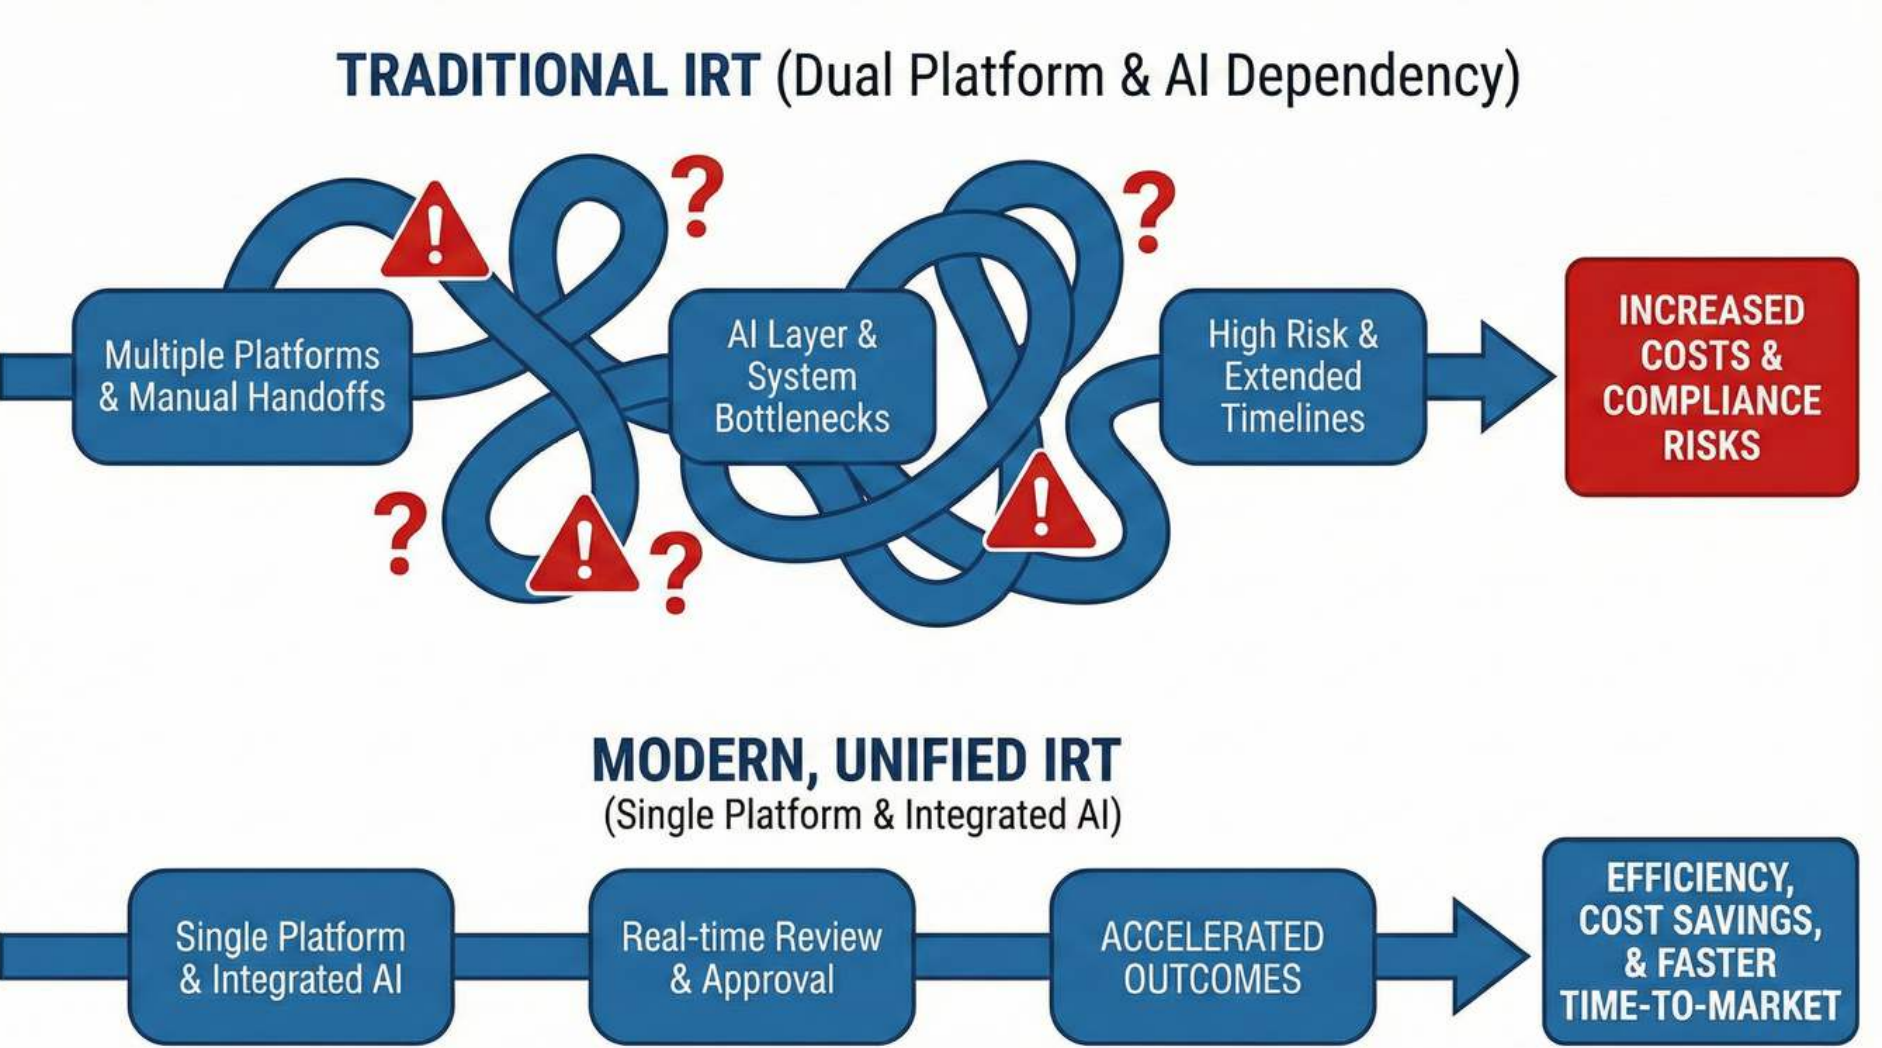 TRADITIONAL IRT (Dual Platform & AI Dependency)
?
?
Multiple Platforms
& Manual Handoffs
!
AI Layer &
System
Bottlenecks
High Risk &
Extended
Timelines
INCREASED
COSTS &
COMPLIANCE
RISKS
?
!
?
!
MODERN, UNIFIED IRT
(Single Platform & Integrated AI)
Single Platform
& Integrated AI
Real-time Review
& Approval
ACCELERATED
OUTCOMES
EFFICIENCY,
COST SAVINGS,
& FASTER
TIME-TO-MARKET